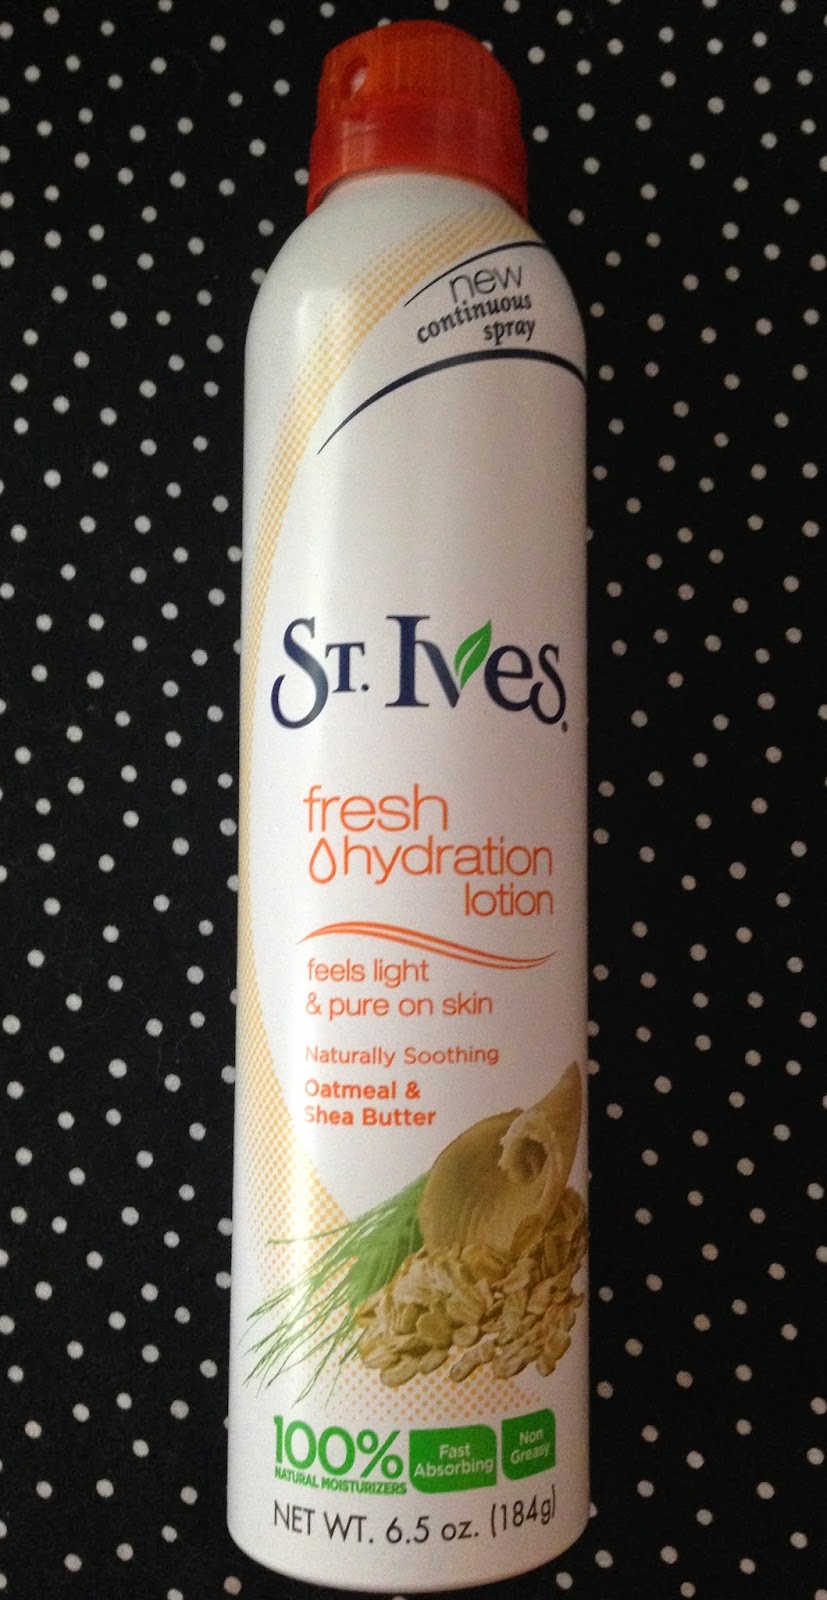 new
continuous
spray
St. Ives®
fresh
hydration
lotion
feels light
& pure on skin
Naturally Soothing
Oatmeal &
Shea Butter
100%
NATURAL MOISTURIZERS
Fast
Absorbing
Non
Greasy
NET WT. 6.5 oz. (184g)